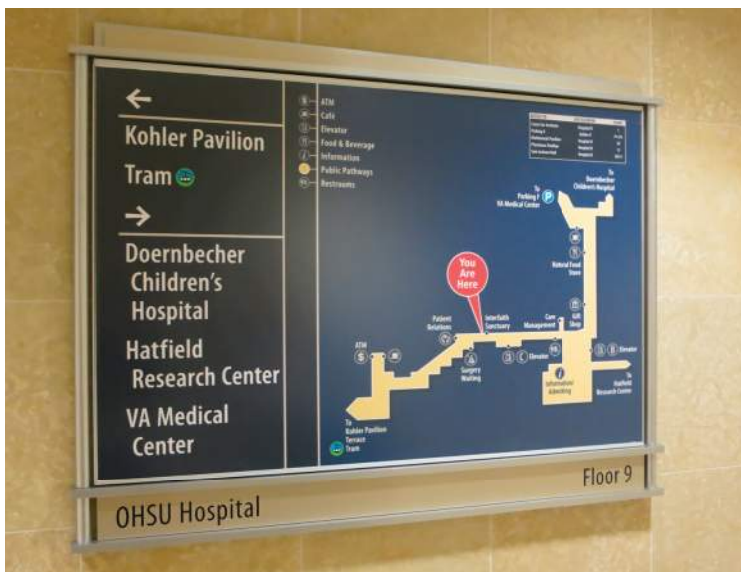 ←
Kohler Pavilion
Tram
→
Doernbecher
Children's
Hospital
Hatfield
Research Center
VA Medical
Center
$ ATM
Café
Elevator
Food & Beverage
i Information
Public Pathways
Restrooms
To
Doernbecher
Children's Hospital
To
Parking F
VA Medical Center
P
Natural Food
Store
You
Are
Here
Gift
Shop
Patient
Relations
Interfaith
Sanctuary
Care
Management
ATM
$
Surgery
Waiting
C Elevator
B Elevator
i
Information/
Admitting
To
Hatfield
Research Center
To
Kohler Pavilion
Terrace
Tram
OHSU Hospital
Floor 9